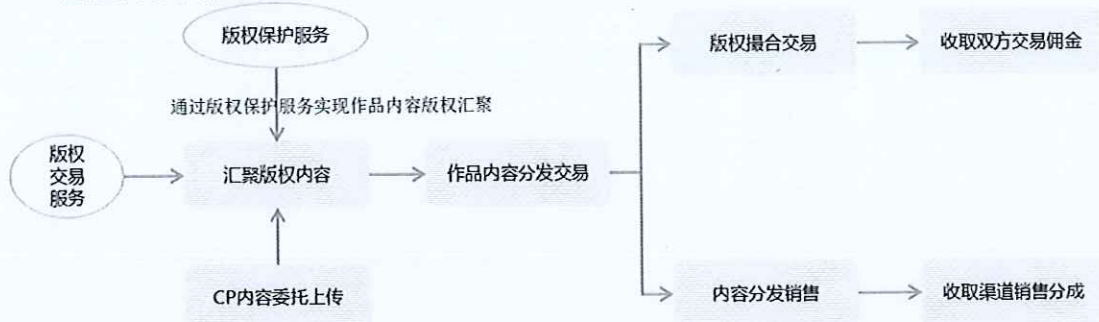 版权保护服务
版权撮合交易
收取双方交易佣金
通过版权保护服务实现作品内容版权汇聚
版权
交易
服务
汇聚版权内容
作品内容分发交易
CP内容委托上传
内容分发销售
收取渠道销售分成